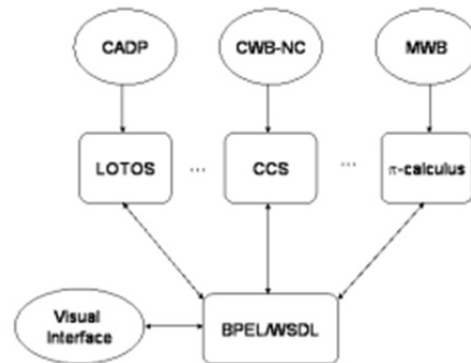 CADP
CWB-NC
MWB
LOTOS
...
CCS
...
π-calculus
Visual
Interface
BPEL/WSDL